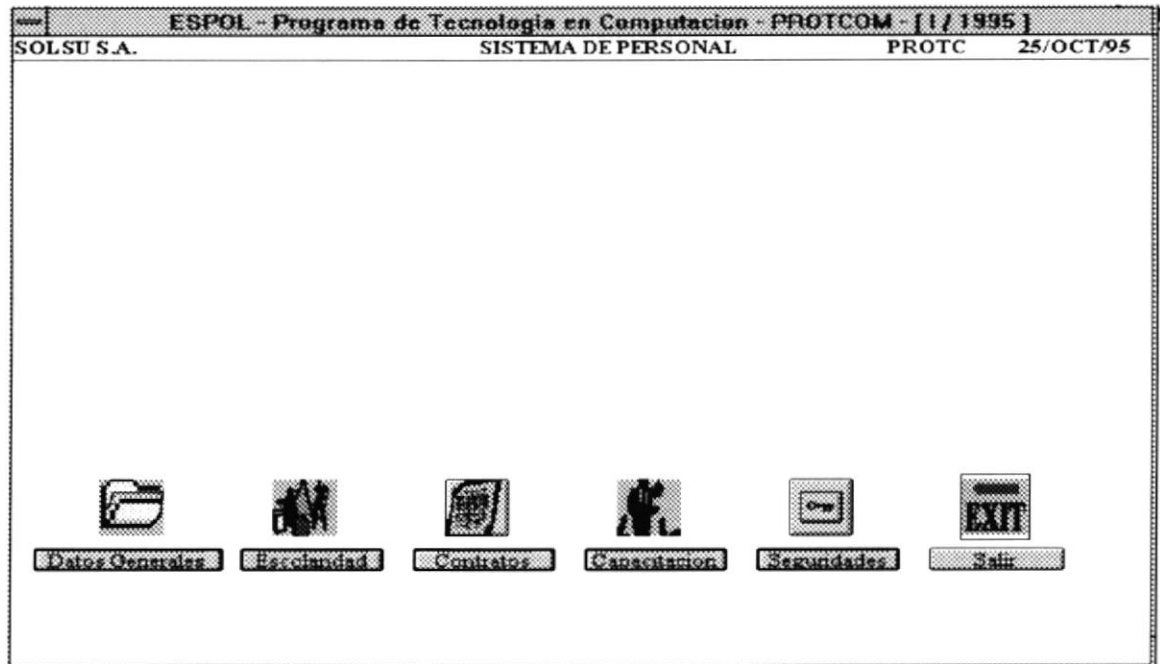 ESPOL - Programa de Tecnologia en Computacion - PROTCOM - [ I / 1995 ]
SOLSU S.A. SISTEMA DE PERSONAL PROTC 25/OCT/95
EXIT
Datos Generales Escolaridad Contratos Capacitacion Seguridades Salir